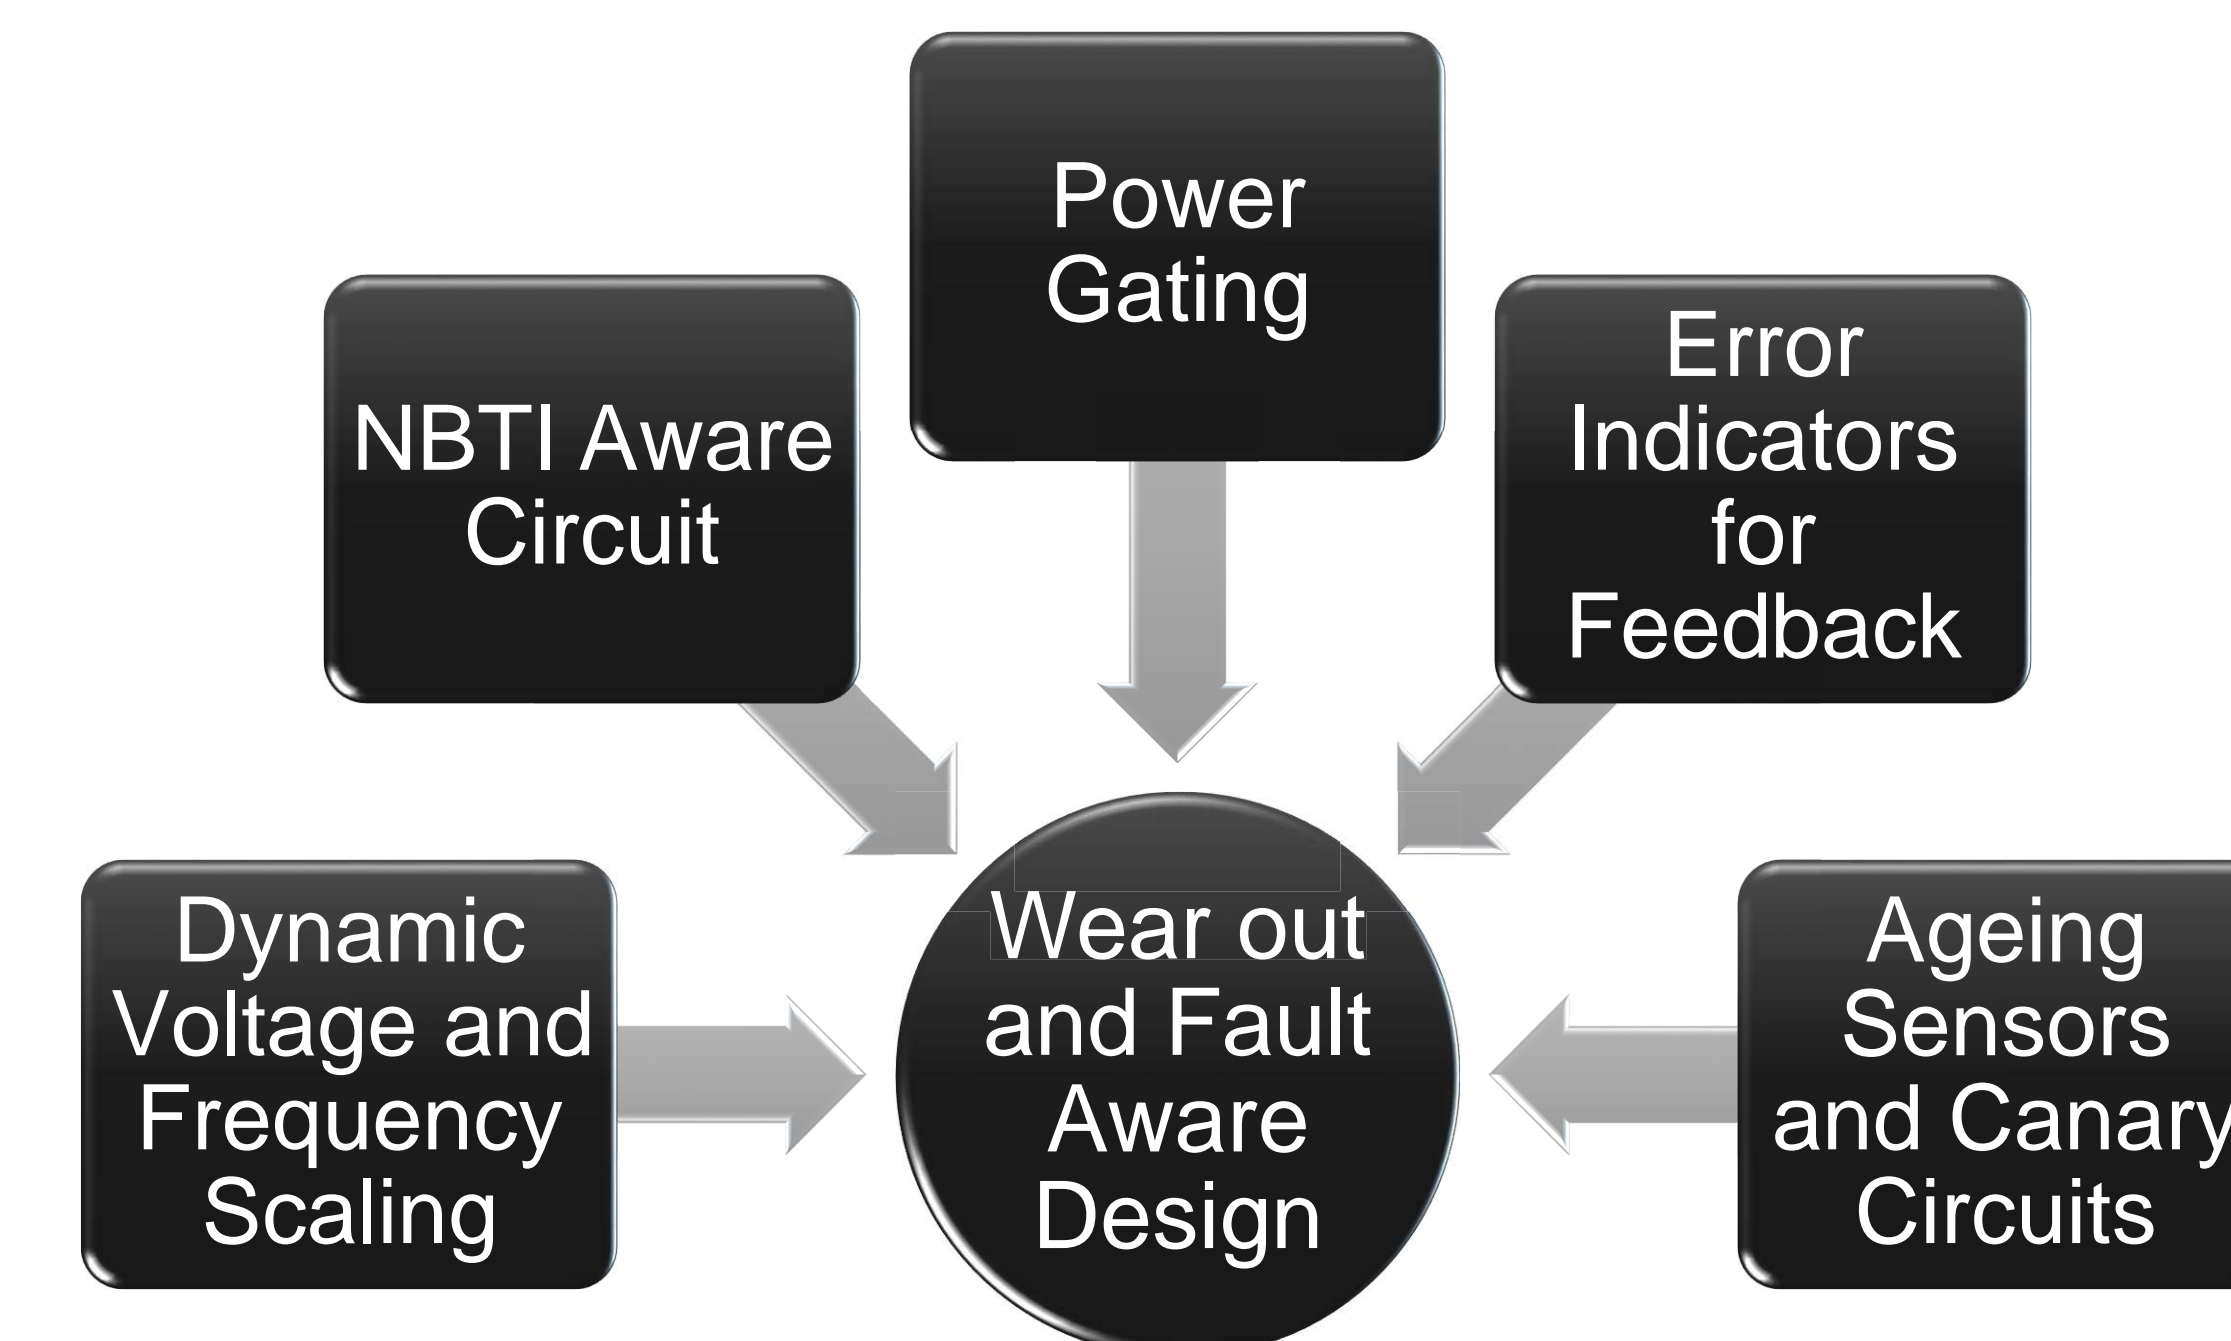 Power
Gating
NBTI Aware
Circuit
Error
Indicators
for
Feedback
Dynamic
Voltage and
Frequency
Scaling
Wear out
and Fault
Aware
Design
Ageing
Sensors
and Canary
Circuits